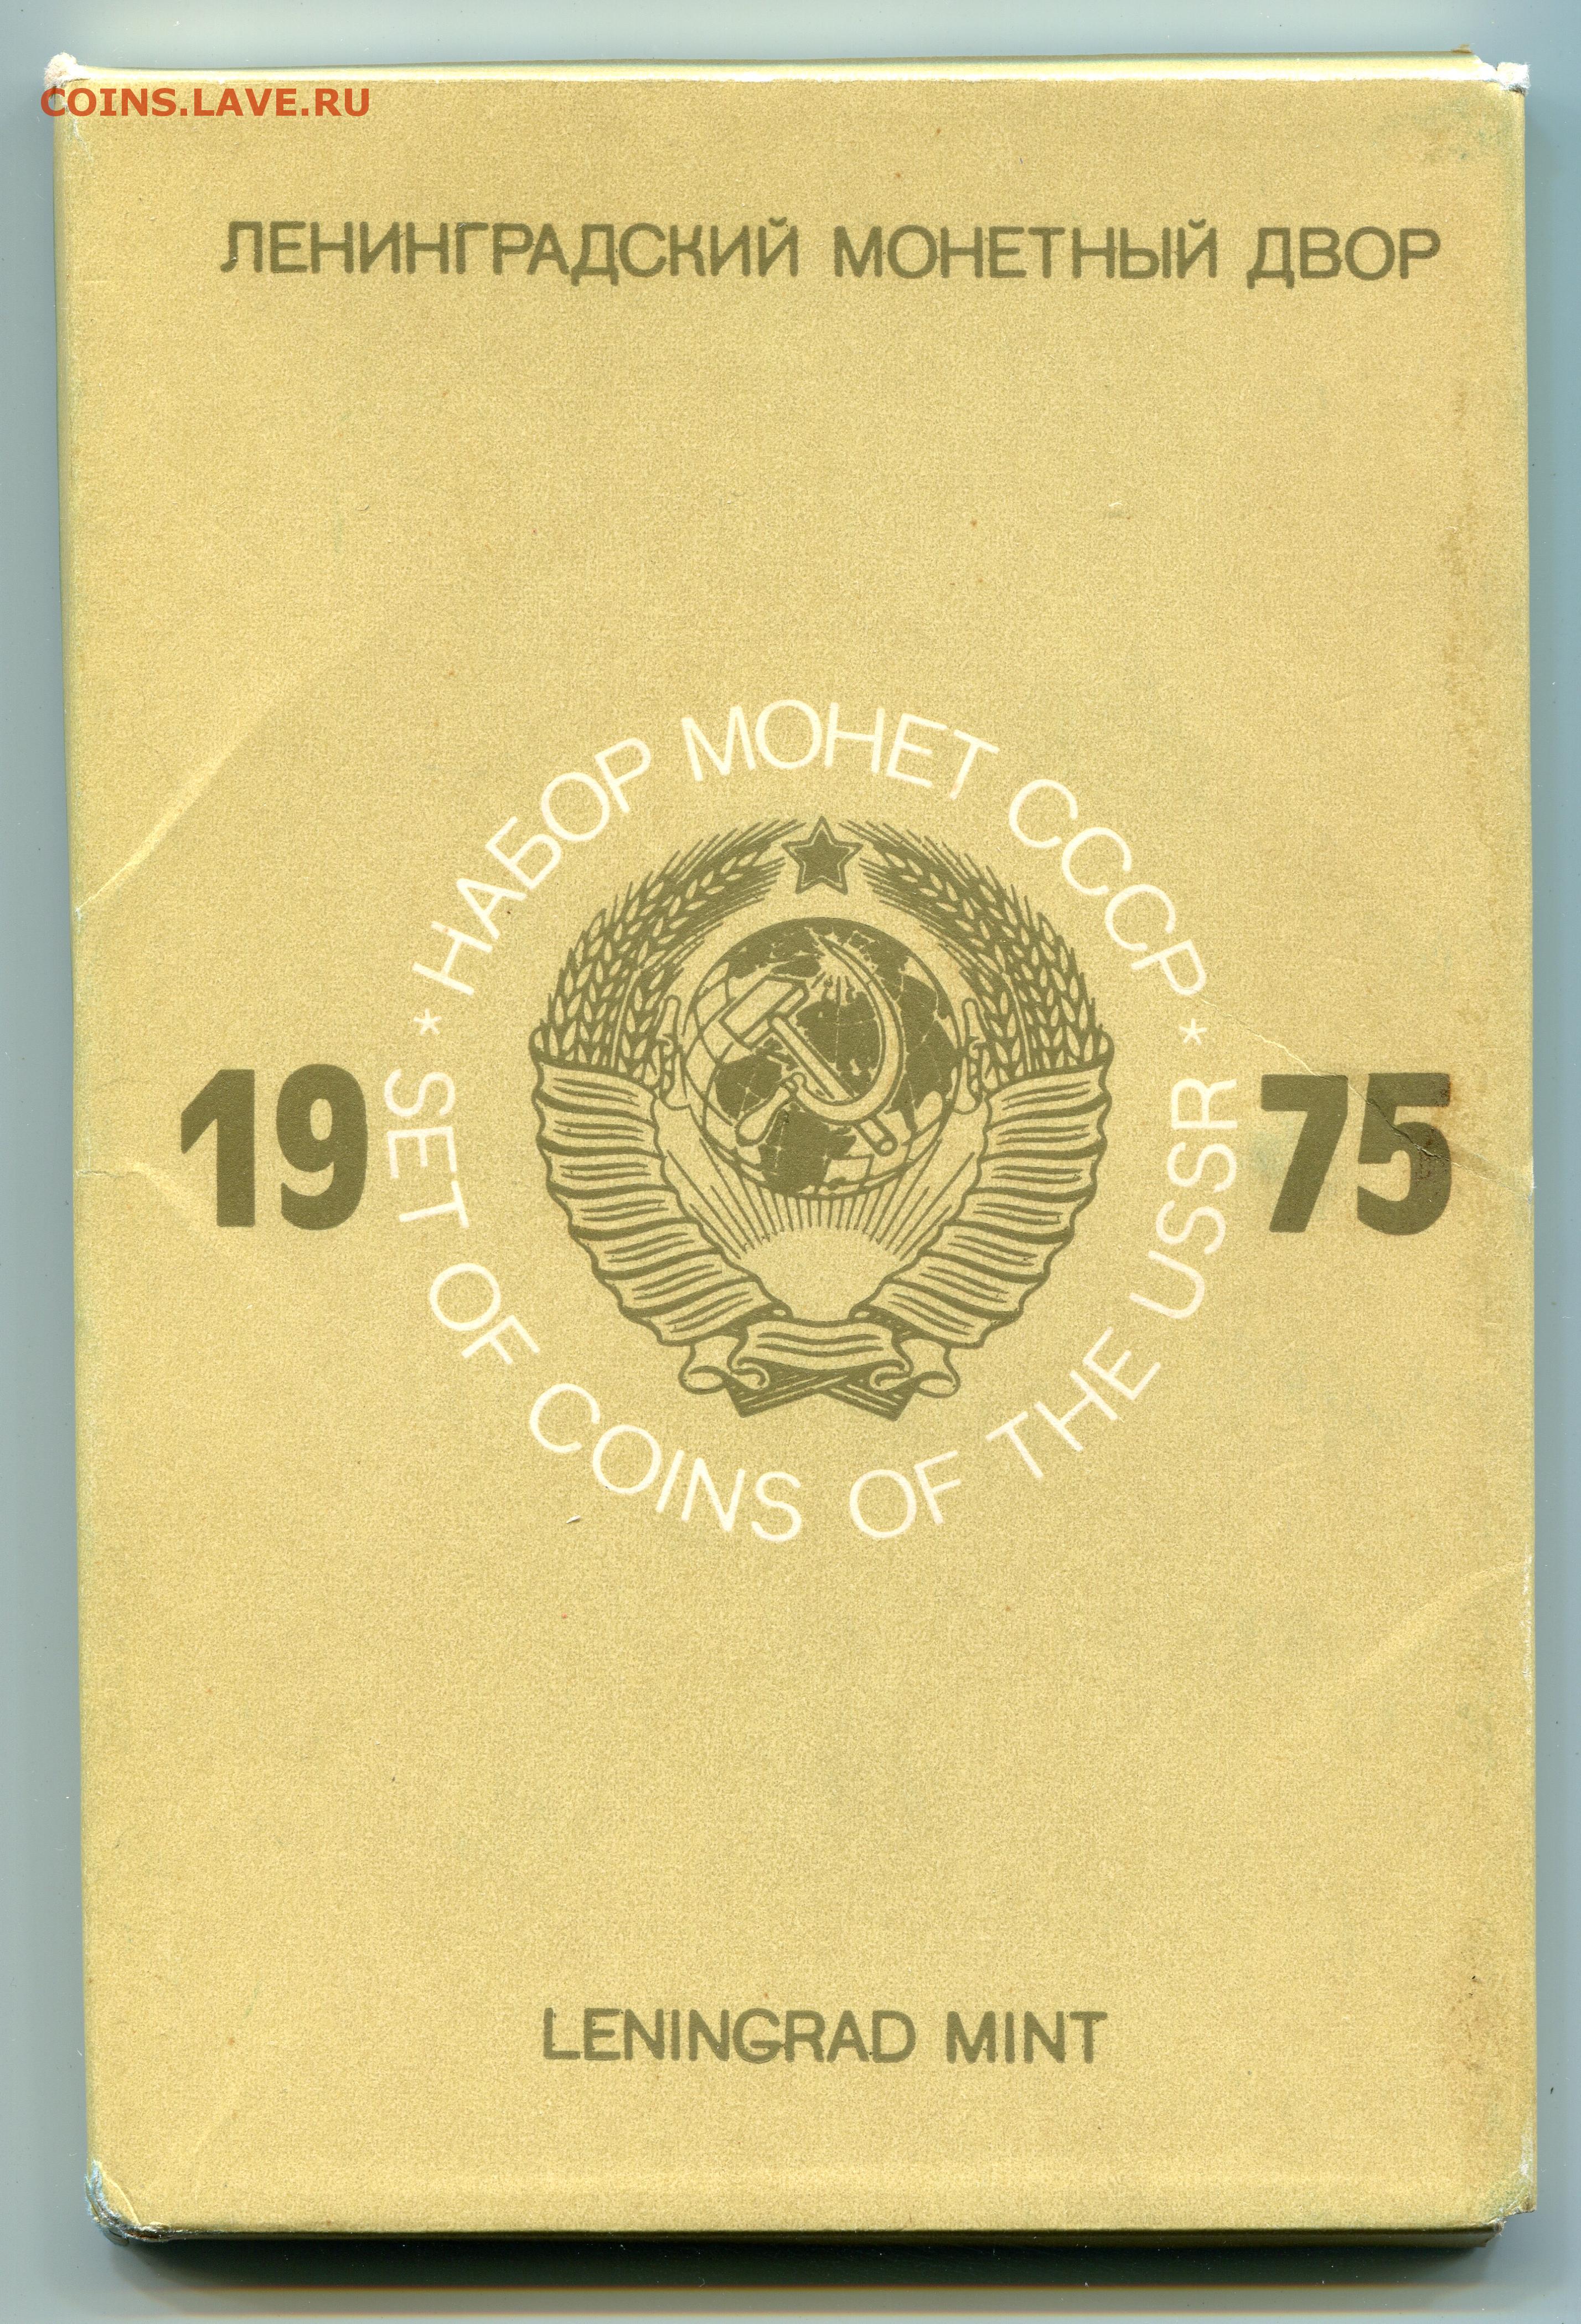 COINS.LAVE.RU
ЛЕНИНГРАДСКИЙ МОНЕТНЫЙ ДВОР
* НАБОР МОНЕТ СССР *
19 75
SET OF COINS OF THE USSR
LENINGRAD MINT